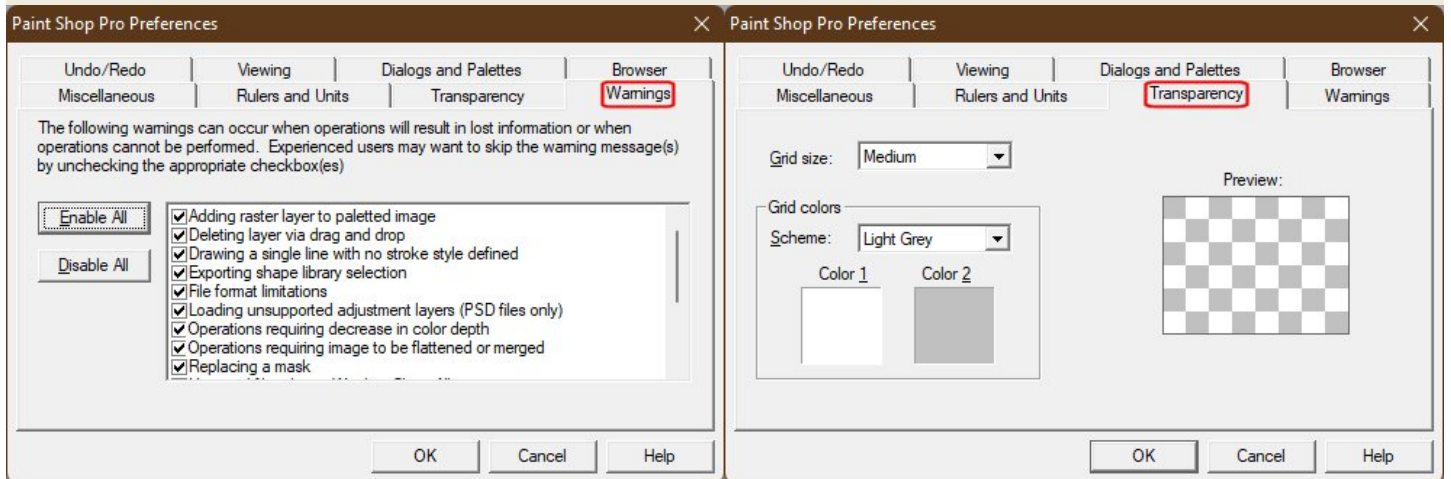 Paint Shop Pro Preferences
Undo/Redo Viewing Dialogs and Palettes Browser
Miscellaneous Rulers and Units Transparency Warnings
The following warnings can occur when operations will result in lost information or when
operations cannot be performed. Experienced users may want to skip the warning message(s)
by unchecking the appropriate checkbox(es)
Enable All
Disable All
Adding raster layer to paletted image
Deleting layer via drag and drop
Drawing a single line with no stroke style defined
Exporting shape library selection
File format limitations
Loading unsupported adjustment layers (PSD files only)
Operations requiring decrease in color depth
Operations requiring image to be flattened or merged
Replacing a mask
OK Cancel Help
Paint Shop Pro Preferences
Undo/Redo Viewing Dialogs and Palettes Browser
Miscellaneous Rulers and Units Transparency Warnings
Grid size: Medium
Grid colors
Scheme: Light Grey
Color 1 Color 2
Preview:
OK Cancel Help